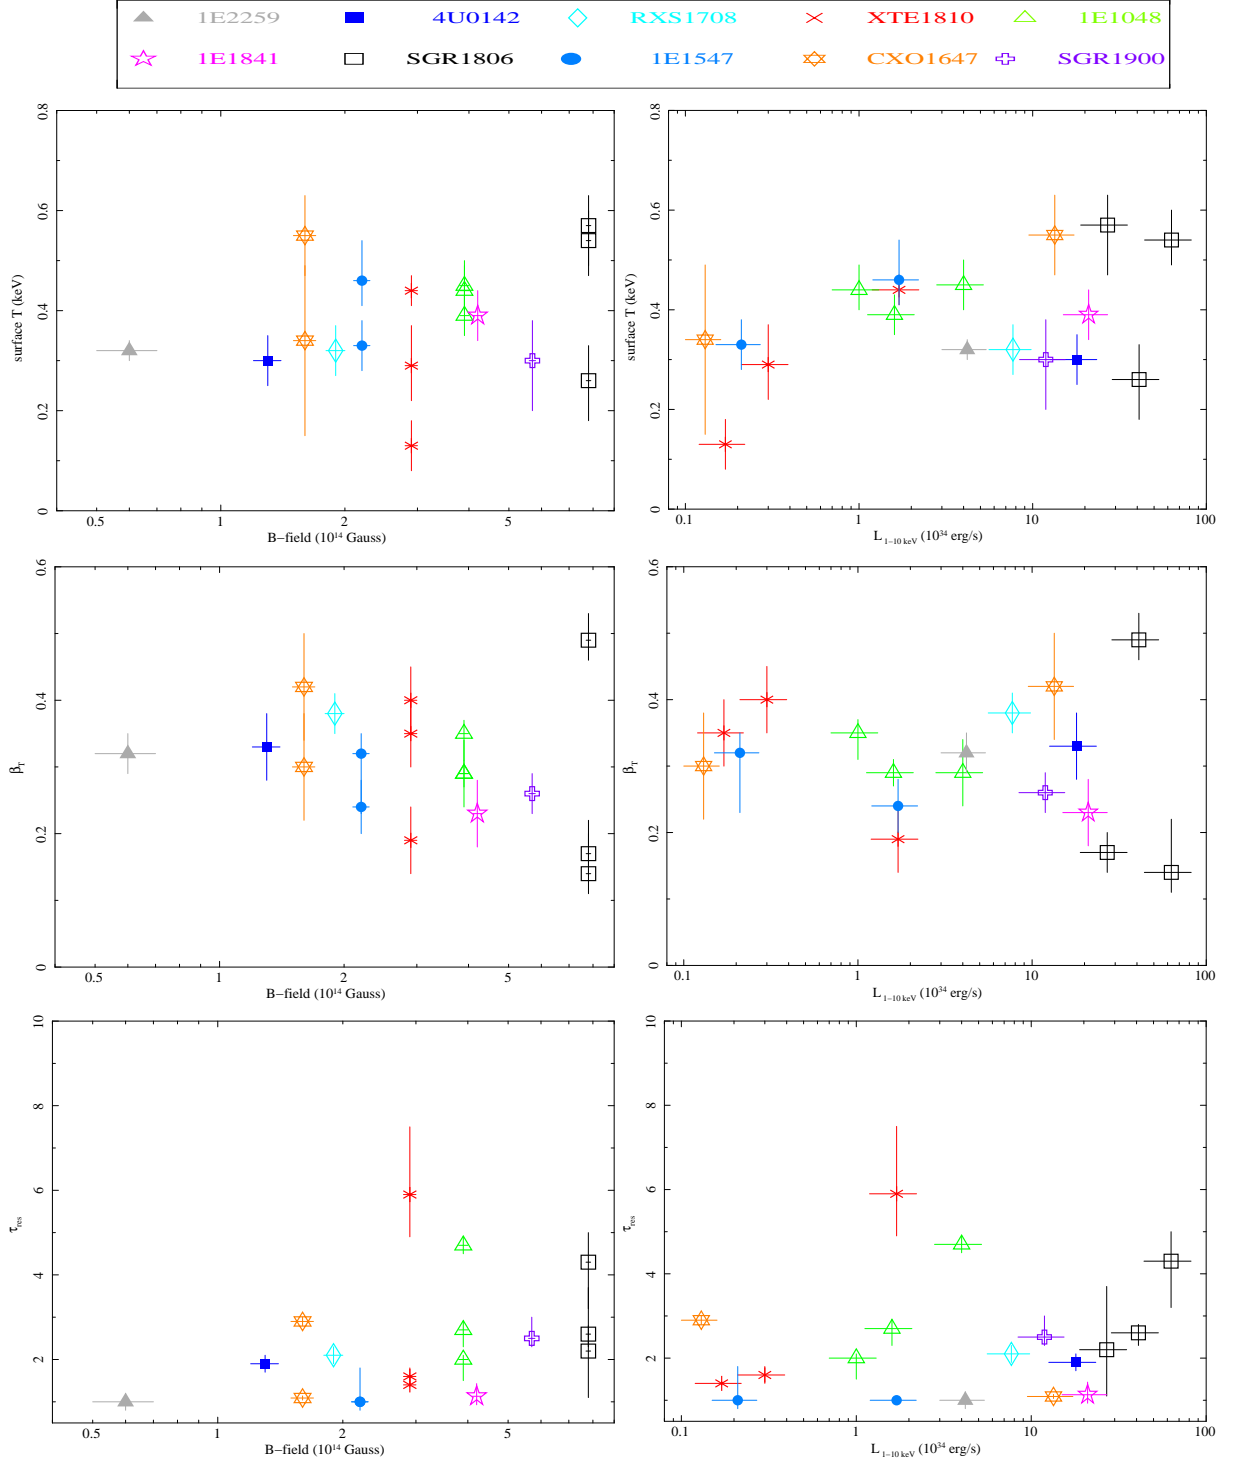 1E2259 4U0142 RXS1708 XTE1810 1E1048
1E1841 SGR1806 1E1547 CXO1647 SGR1900
surface T (keV)
0 0.2 0.4 0.6 0.8
0.5 1 2 5
B−field (10¹⁴ Gauss)
surface T (keV)
0 0.2 0.4 0.6 0.8
0.1 1 10 100
L 1−10 keV (10³⁴ erg/s)
β_T
0 0.2 0.4 0.6
0.5 1 2 5
B−field (10¹⁴ Gauss)
β_T
0 0.2 0.4 0.6
0.1 1 10 100
L 1−10 keV (10³⁴ erg/s)
τ_res
2 4 6 8 10
0.5 1 2 5
B−field (10¹⁴ Gauss)
τ_res
2 4 6 8 10
0.1 1 10 100
L 1−10 keV (10³⁴ erg/s)